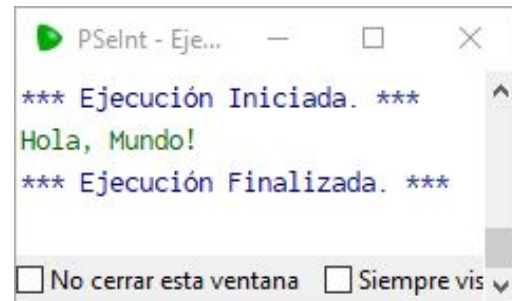 PSeInt - Eje...
*** Ejecución Iniciada. ***
Hola, Mundo!
*** Ejecución Finalizada. ***
No cerrar esta ventana Siempre vis